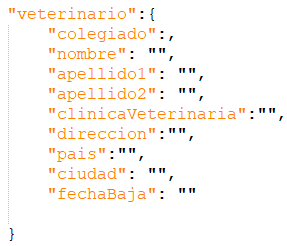 "veterinario":{
"colegiado":,
"nombre": "",
"apellido1": "",
"apellido2": "",
"clinicaVeterinaria":"",
"direccion":"",
"pais":"",
"ciudad": "",
"fechaBaja": ""
}